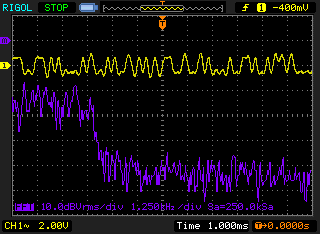 RIGOL STOP T 1 -400mV
T
M
1
FFT 10.0dBVrms/div 1.250kHz/div Sa=250.0kSa
CH1~ 2.00V Time 1.000ms T→0.0000s